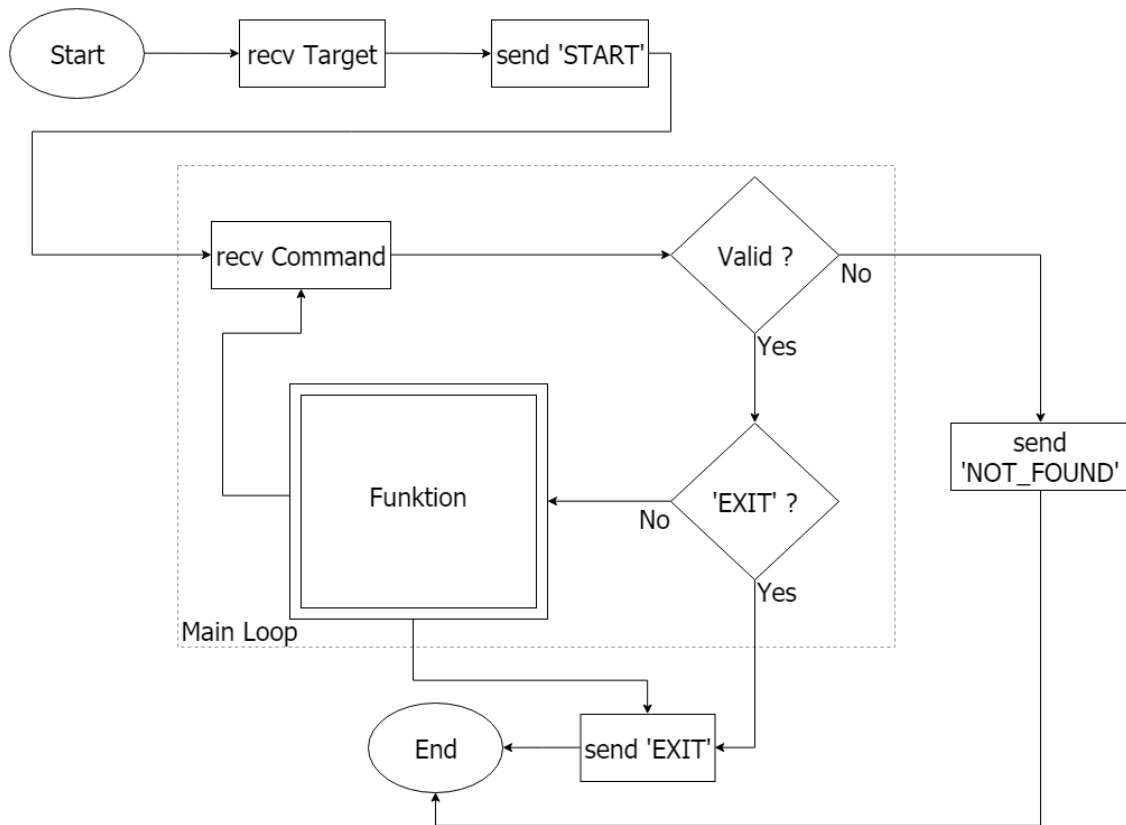 Start
recv Target
send 'START'
recv Command
Valid ?
No
Yes
send
'NOT_FOUND'
Funktion
'EXIT' ?
No
Yes
Main Loop
End
send 'EXIT'